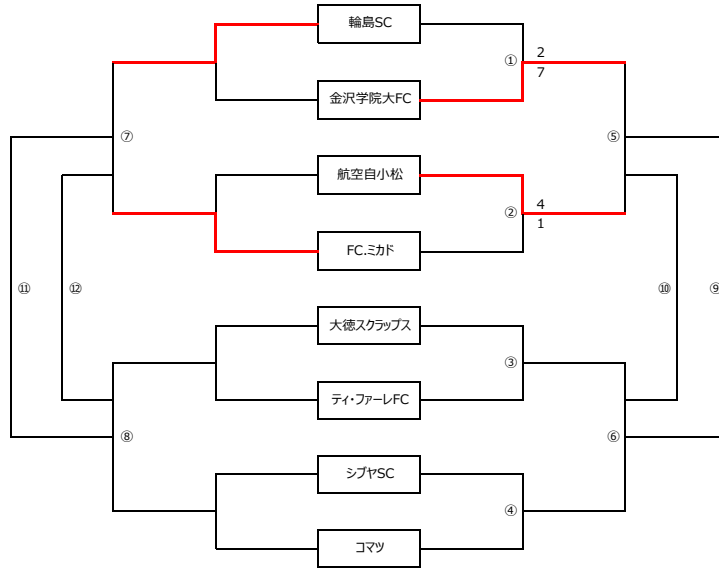 輪島SC
① 2
7
金沢学院大FC
⑦ ⑤
航空自小松
② 4
1
FC.ミカド
⑪ ⑫ ⑩ ⑨
大徳スクラップス
③
ティ・ファーレFC
⑧ ⑥
シブヤSC
④
コマツ